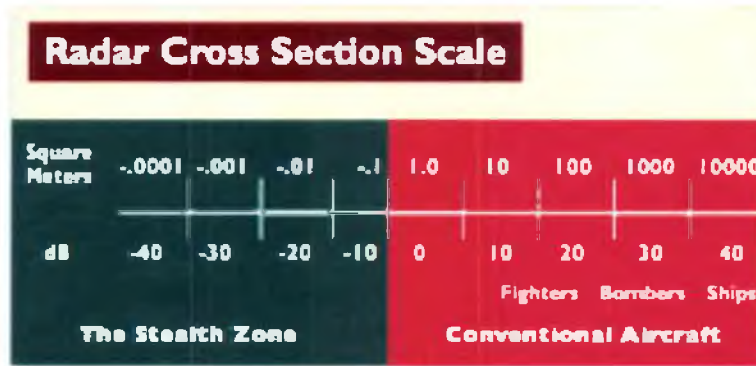 Radar Cross Section Scale
Square Meters -.0001 -.001 -.01 -.1 1.0 10 100 1000 10000
dB -40 -30 -20 -10 0 10 20 30 40
Fighters Bombers Ships
The Stealth Zone Conventional Aircraft